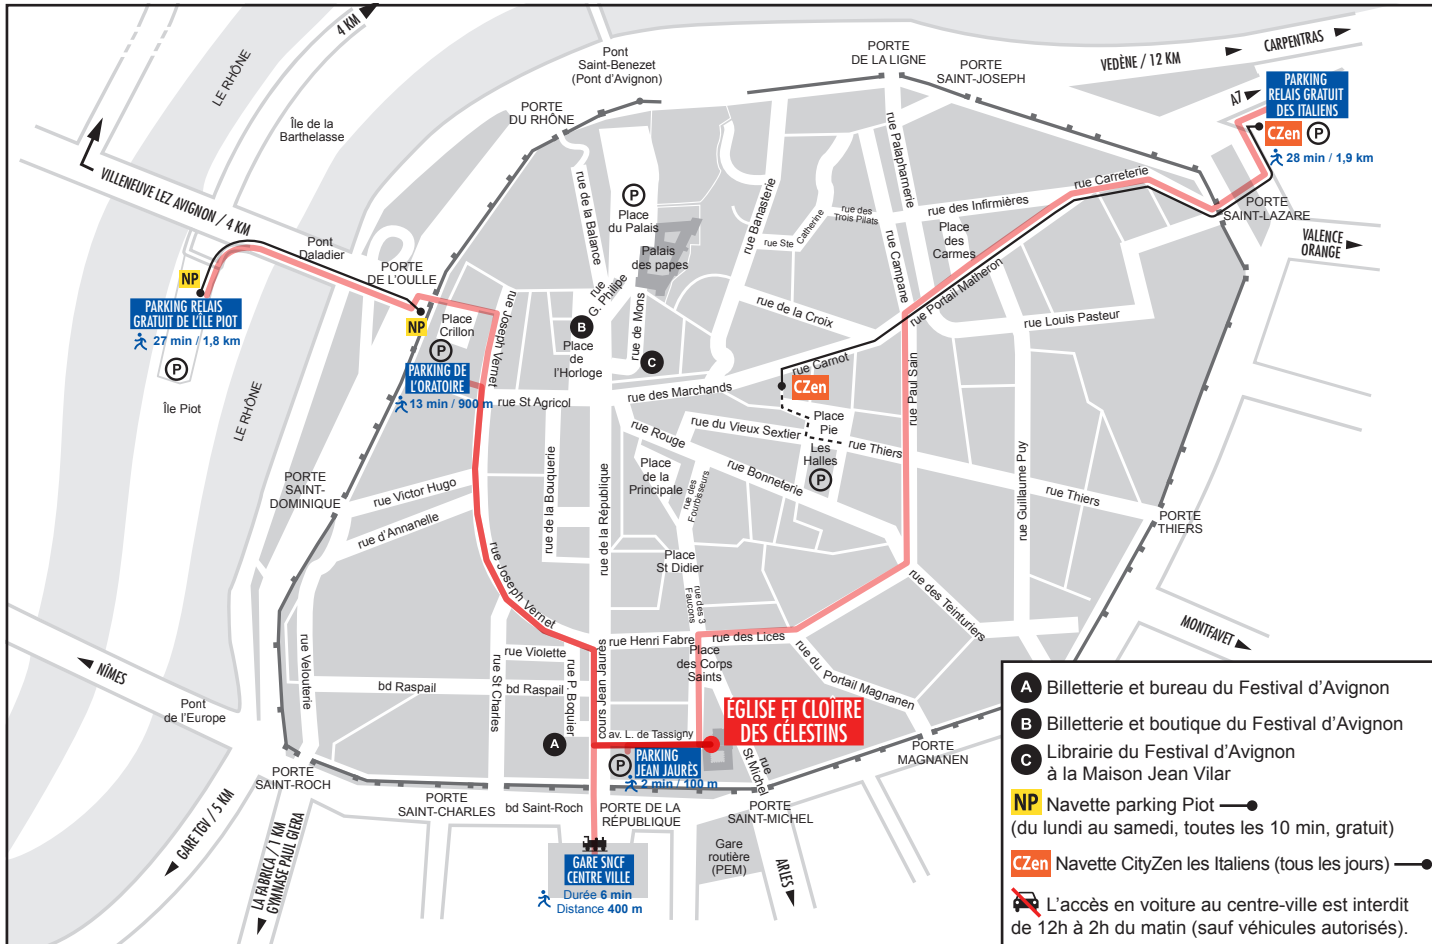 4 KM
LE RHÔNE
Île de la
Barthelasse
Pont
Saint-Benezet
(Pont d'Avignon)
PORTE
DU RHÔNE
PORTE
DE LA LIGNE
PORTE
SAINT-JOSEPH
VEDÈNE / 12 KM
CARPENTRAS
A7
PARKING
RELAIS GRATUIT
DES ITALIENS
CZen
P
28 min / 1,9 km
PORTE
SAINT-LAZARE
VALENCE
ORANGE
VILLENEUVE LEZ AVIGNON / 4 KM
Pont
Daladier
PORTE
DE L'OULLE
NP
PARKING RELAIS
GRATUIT DE L'ÎLE PIOT
27 min / 1,8 km
P
Île Piot
LE RHÔNE
NP
Place
Crillon
P
PARKING DE
L'ORATOIRE
13 min / 900 m
rue Joseph Vernet
rue St Agricol
rue de la Balance
P
Place
du Palais
Palais
des papes
rue
G. Philipe
rue de Mons
B
Place
de
l'Horloge
C
rue Banasterie
rue Ste
Catherine
rue des
Trois Pilats
rue Palapharnerie
rue des Infirmières
rue Carreterie
Place
des
Carmes
rue Campane
rue Portail Matheron
rue de la Croix
rue Louis Pasteur
rue Carnot
CZen
rue des Marchands
rue Paul Saïn
rue Rouge
rue du Vieux Sextier
Place
Pie
Les
Halles
P
rue Thiers
rue Thiers
PORTE
THIERS
rue Guillaume Puy
rue Bonneterie
Place
de la
Principale
rue des
Fourbisseurs
rue de la Bouquerie
rue de la République
PORTE
SAINT-
DOMINIQUE
rue Victor Hugo
rue d'Annanelle
rue Joseph Vernet
Place
St Didier
rue des 3
Faucons
rue des Teinturiers
rue Henri Fabre
rue des Lices
Place
des Corps
Saints
rue du Portail Magnanen
MONTFAVET
rue Velouterie
rue Violette
bd Raspail
bd Raspail
rue St Charles
rue P. Boquier
cours Jean Jaurès
av. L. de Tassigny
A
ÉGLISE ET CLOÎTRE
DES CÉLESTINS
P
PARKING
JEAN JAURÈS
2 min / 100 m
rue
St Michel
PORTE
MAGNANEN
NÎMES
Pont
de l'Europe
PORTE
SAINT-ROCH
PORTE
SAINT-CHARLES
bd Saint-Roch
PORTE DE LA
RÉPUBLIQUE
PORTE
SAINT-MICHEL
GARE TGV / 5 KM
LA FABRICA / 1 KM
GYMNASE PAUL GIERA
GARE SNCF
CENTRE VILLE
Durée 6 min
Distance 400 m
Gare
routière
(PEM)
ARLES
A Billetterie et bureau du Festival d'Avignon
B Billetterie et boutique du Festival d'Avignon
C Librairie du Festival d'Avignon
à la Maison Jean Vilar
NP Navette parking Piot
(du lundi au samedi, toutes les 10 min, gratuit)
CZen Navette CityZen les Italiens (tous les jours)
L'accès en voiture au centre-ville est interdit
de 12h à 2h du matin (sauf véhicules autorisés).